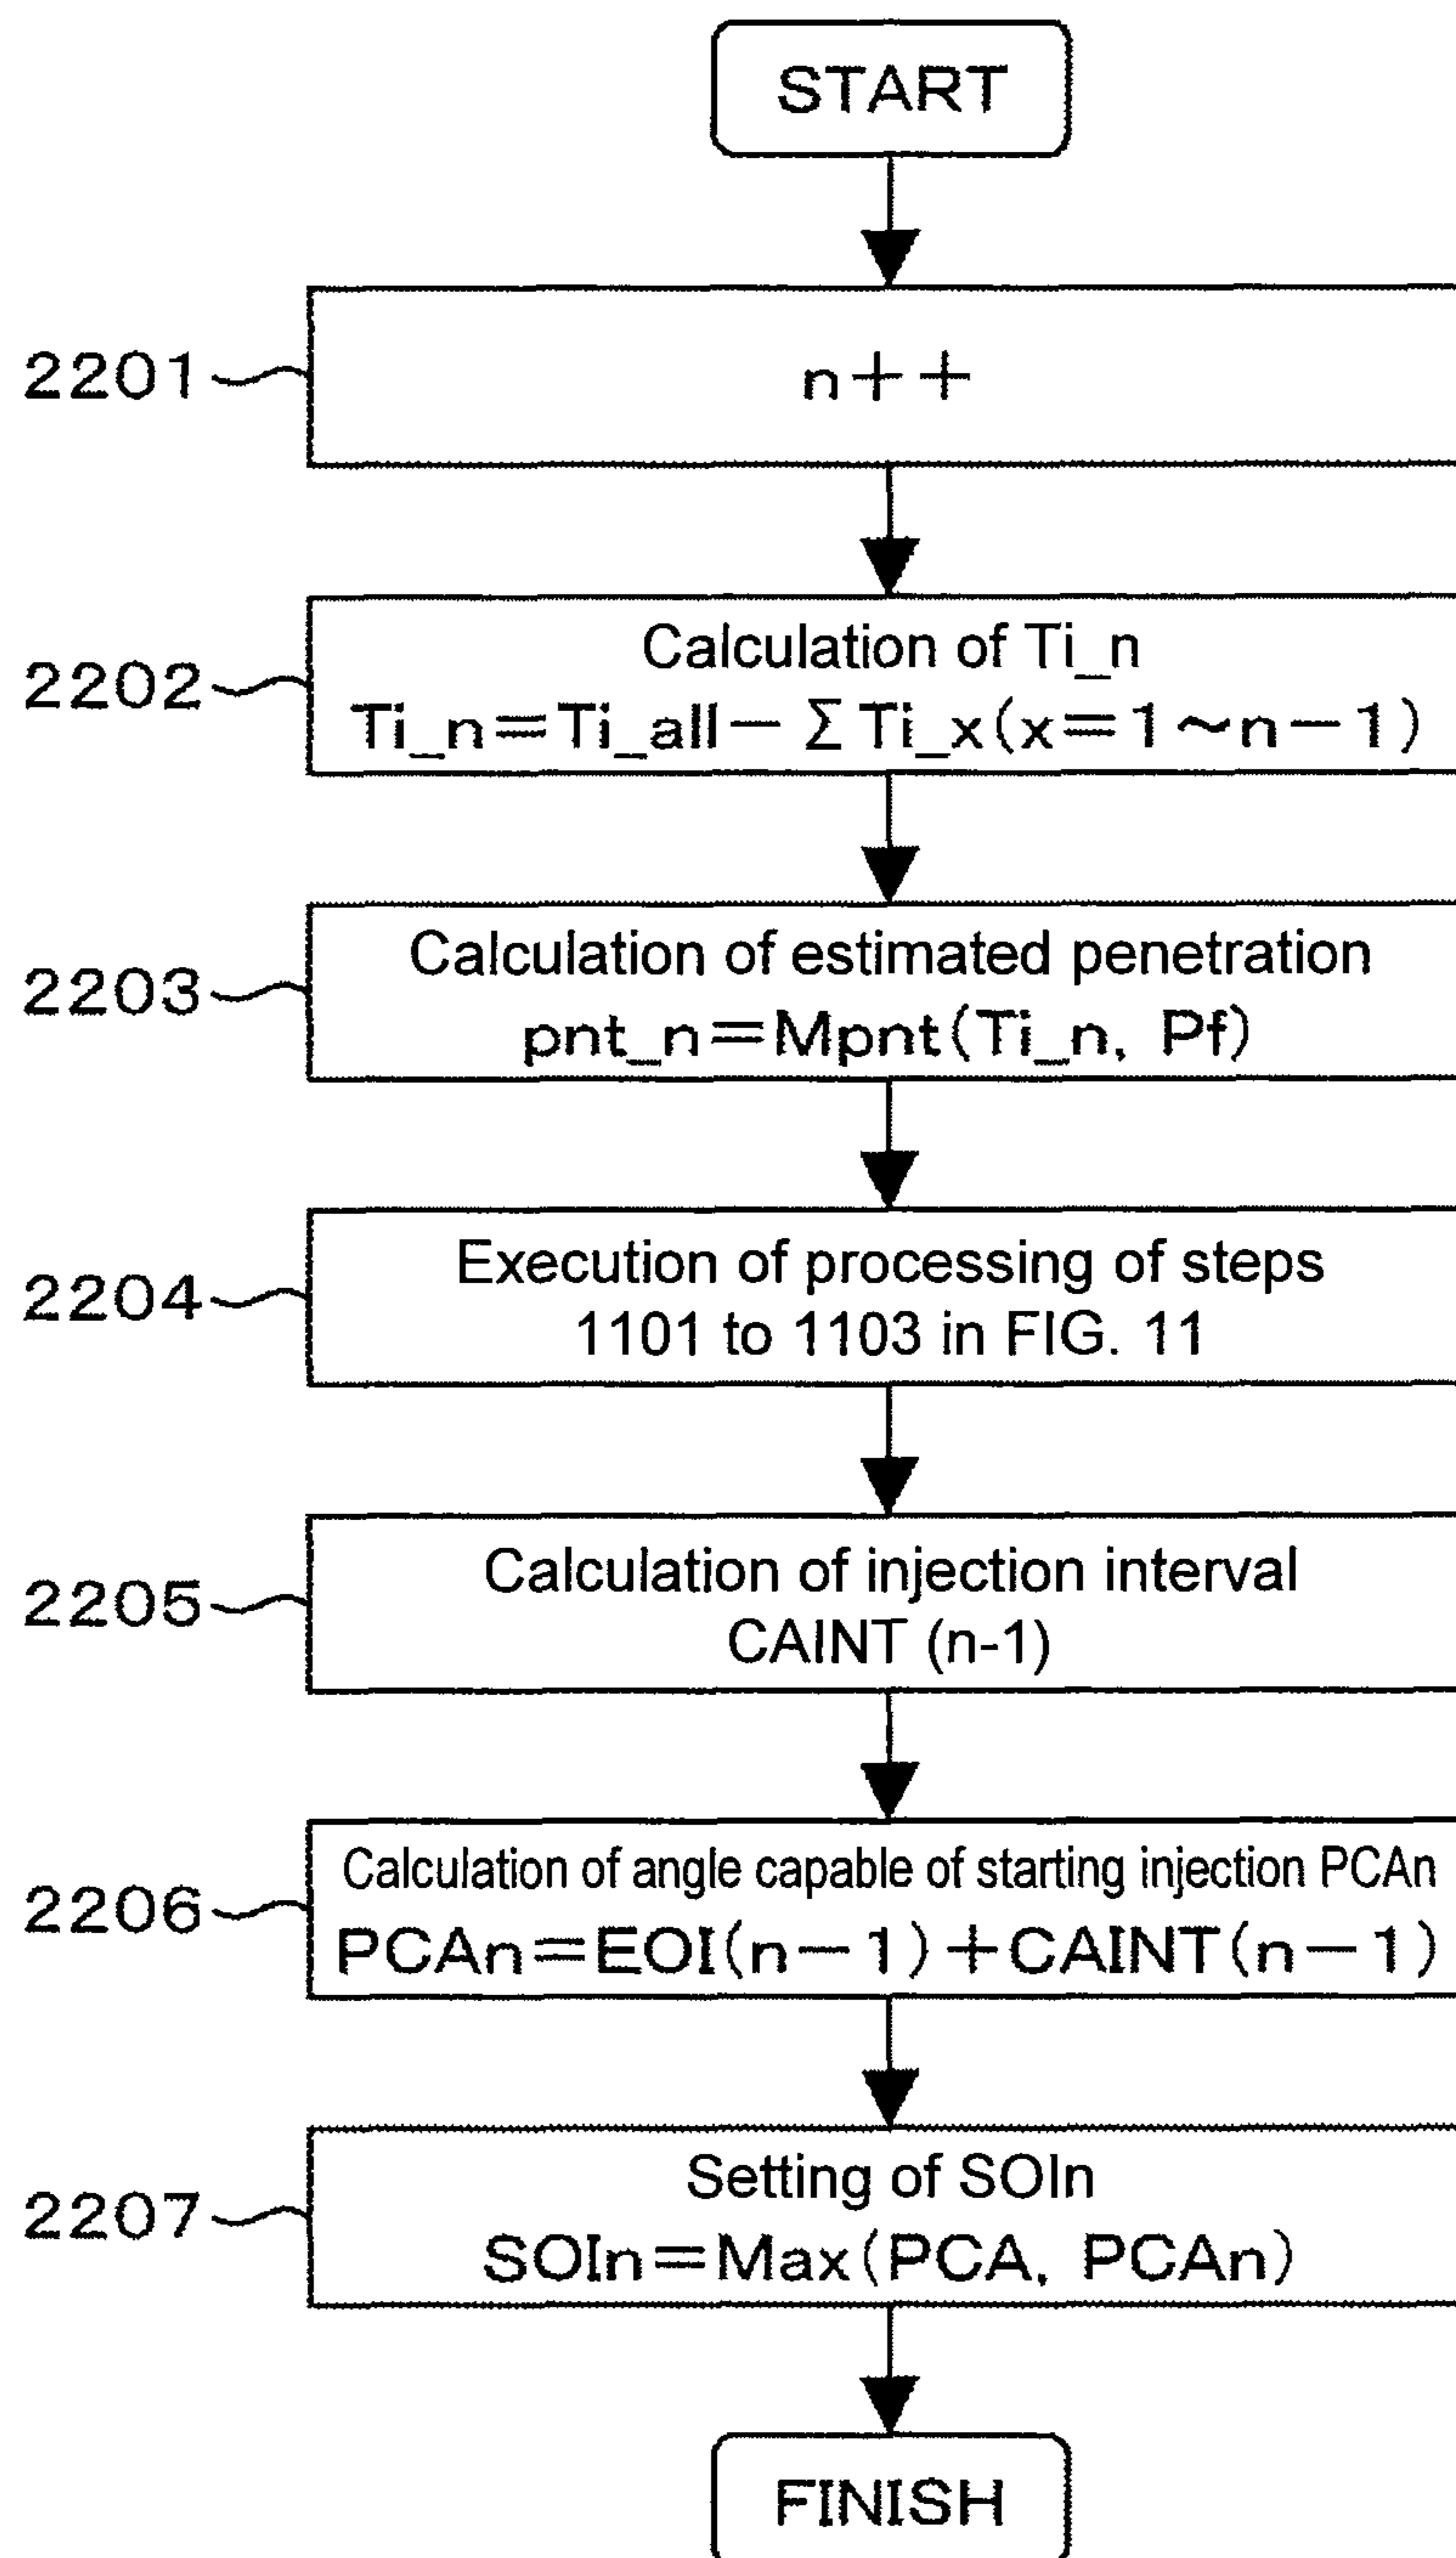 START
2201
n++
2202
Calculation of Ti_n
Ti_n=Ti_all-ΣTi_x(x=1~n-1)
2203
Calculation of estimated penetration
pnt_n=Mpnt(Ti_n, Pf)
2204
Execution of processing of steps
1101 to 1103 in FIG. 11
2205
Calculation of injection interval
CAINT (n-1)
2206
Calculation of angle capable of starting injection PCAn
PCAn=EOI(n-1)+CAINT(n-1)
2207
Setting of SOIn
SOIn=Max(PCA, PCAn)
FINISH